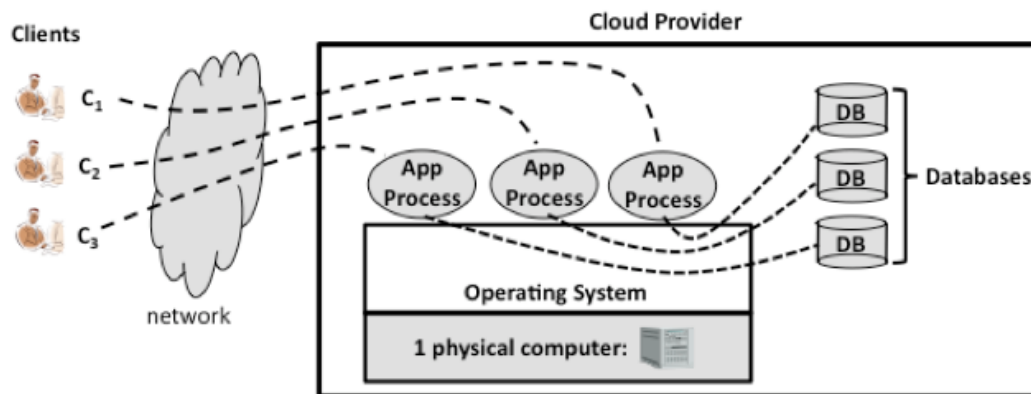 Cloud Provider
Clients
C1
C2
C3
network
App
Process
App
Process
App
Process
DB
DB
DB
Databases
Operating System
1 physical computer: